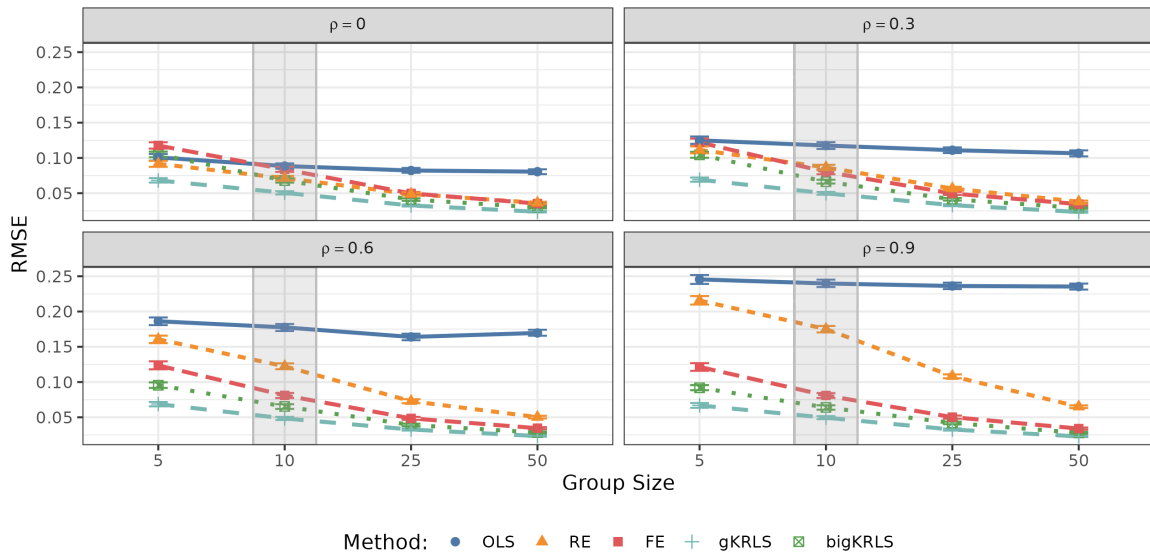 ρ = 0
ρ = 0.3
0.25
0.20
0.15
0.10
0.05
RMSE
ρ = 0.6
ρ = 0.9
0.25
0.20
0.15
0.10
0.05
5 10 25 50 5 10 25 50
Group Size
Method: OLS RE FE gKRLS bigKRLS